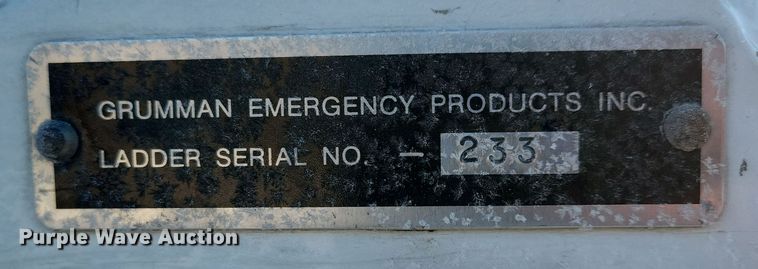 GRUMMAN EMERGENCY PRODUCTS INC.
LADDER SERIAL NO. — 233
Purple Wave Auction